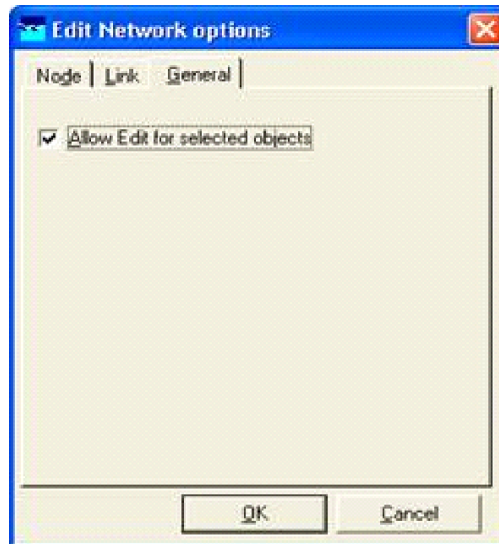 Edit Network options
Node Link General
Allow Edit for selected objects
OK Cancel